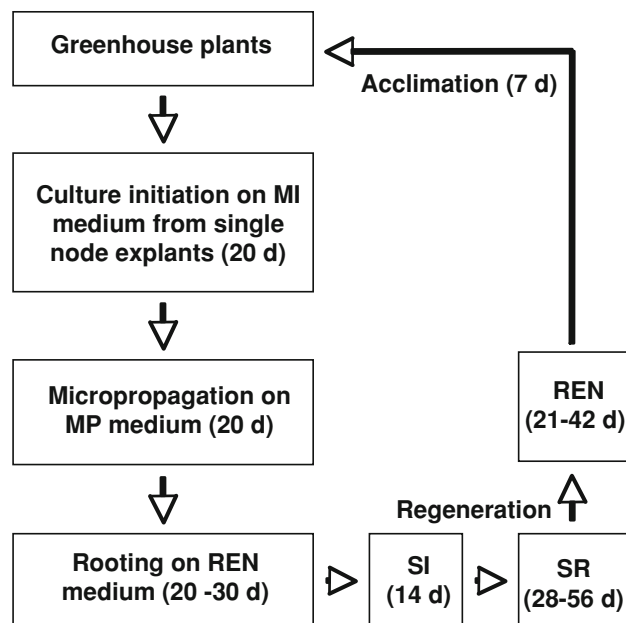 Greenhouse plants
Acclimation (7 d)
Culture initiation on MI
medium from single
node explants (20 d)
Micropropagation on
MP medium (20 d)
REN
(21-42 d)
Regeneration
Rooting on REN
medium (20 -30 d)
SI
(14 d)
SR
(28-56 d)